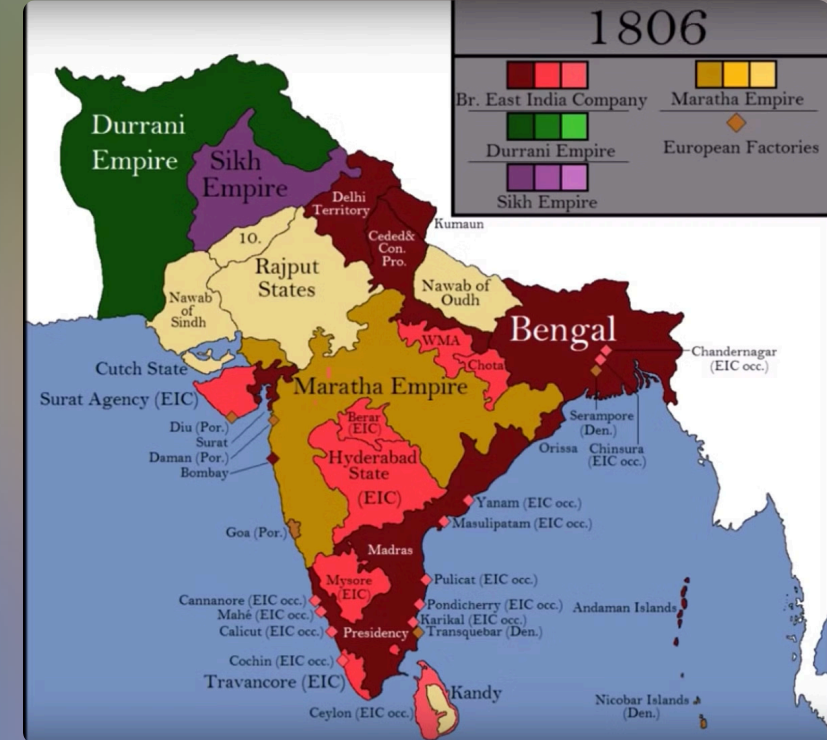 1806
Br. East India Company
Maratha Empire
Durrani Empire
European Factories
Sikh Empire
Durrani
Empire
Sikh
Empire
Delhi
Territory
Kumaun
Ceded&
Con.
Pro.
10.
Rajput
States
Nawab of
Oudh
Nawab
of
Sindh
Bengal
WMA
Chota
Chandernagar
(EIC occ.)
Cutch State
Maratha Empire
Surat Agency (EIC)
Diu (Por.)
Surat
Daman (Por.)
Bombay
Berar
(EIC)
Serampore
(Den.)
Orissa
Chinsura
(EIC occ.)
Hyderabad
State
(EIC)
Yanam (EIC occ.)
Masulipatam (EIC occ.)
Goa (Por.)
Madras
Mysore
(EIC)
Pulicat (EIC occ.)
Cannanore (EIC occ.)
Mahé (EIC occ.)
Calicut (EIC occ.)
Pondicherry (EIC occ.)
Karikal (EIC occ.)
Transquebar (Den.)
Andaman Islands
Presidency
Cochin (EIC occ.)
Travancore (EIC)
Kandy
Ceylon (EIC occ.)
Nicobar Islands
(Den.)